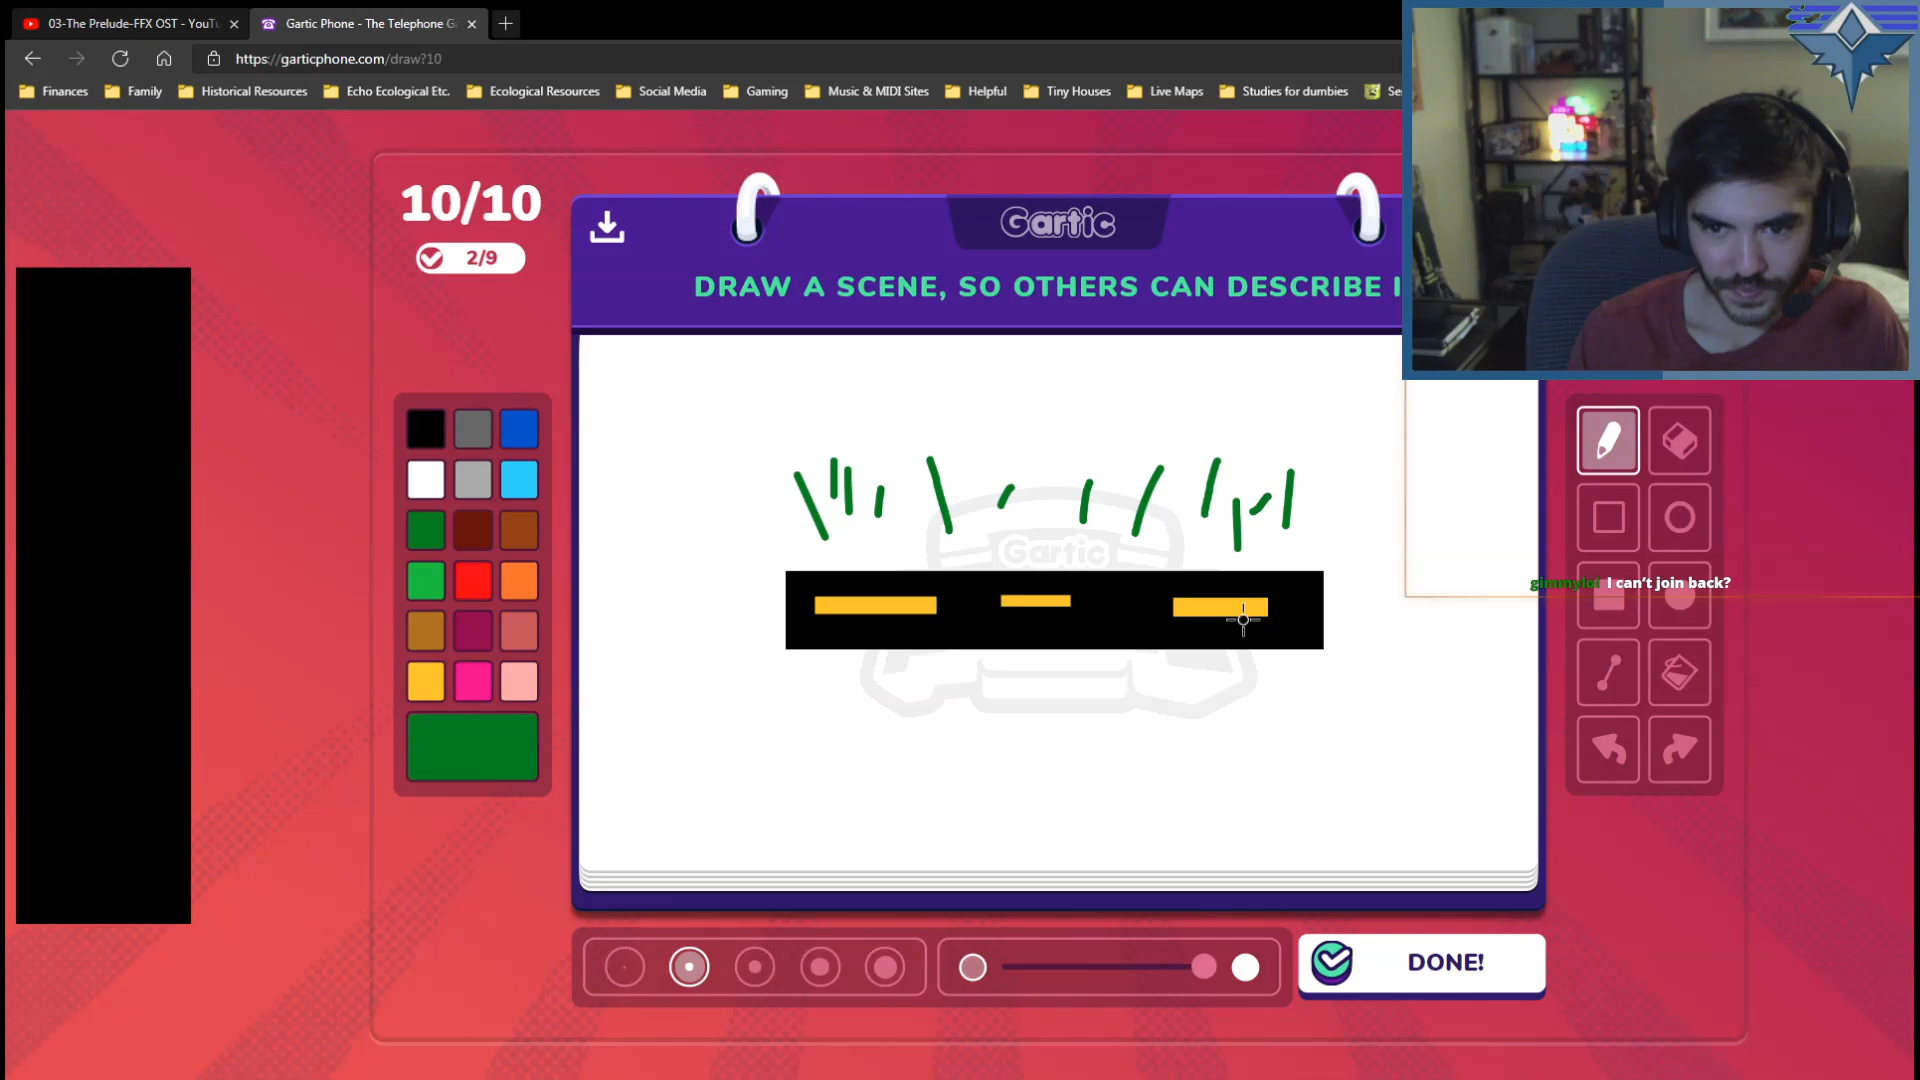 03-The Prelude-FFX OST - YouTu
Gartic Phone - The Telephone G
https://garticphone.com/draw?10
Finances
Family
Historical Resources
Echo Ecological Etc.
Ecological Resources
Social Media
Gaming
Music & MIDI Sites
Helpful
Tiny Houses
Live Maps
Studies for dumbies
Se
10/10
2/9
Gartic
DRAW A SCENE, SO OTHERS CAN DESCRIBE I
Gartic
gimmylol I can't join back?
DONE!